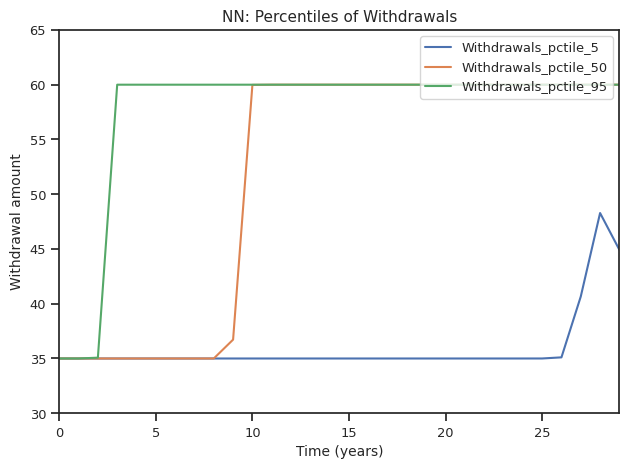 NN: Percentiles of Withdrawals
Withdrawals_pctile_5
Withdrawals_pctile_50
Withdrawals_pctile_95
65
60
55
50
45
40
35
30
Withdrawal amount
0 5 10 15 20 25
Time (years)